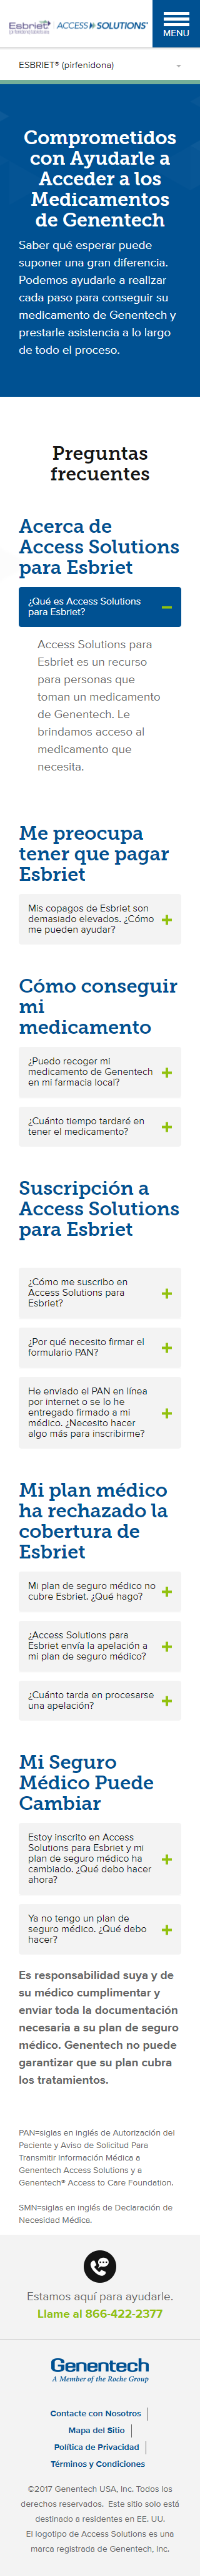 Esbriet
(pirfenidone) tablets
ACCESS SOLUTIONS®
MENU
ESBRIET® (pirfenidona)
Comprometidos
con Ayudarle a
Acceder a los
Medicamentos
de Genentech
Saber qué esperar puede
suponer una gran diferencia.
Podemos ayudarle a realizar
cada paso para conseguir su
medicamento de Genentech y
prestarle asistencia a lo largo
de todo el proceso.
Preguntas
frecuentes
Acerca de
Access Solutions
para Esbriet
¿Qué es Access Solutions
para Esbriet?
Access Solutions para
Esbriet es un recurso
para personas que
toman un medicamento
de Genentech. Le
brindamos acceso al
medicamento que
necesita.
Me preocupa
tener que pagar
Esbriet
Mis copagos de Esbriet son
demasiado elevados. ¿Cómo
me pueden ayudar?
Cómo conseguir
mi
medicamento
¿Puedo recoger mi
medicamento de Genentech
en mi farmacia local?
¿Cuánto tiempo tardaré en
tener el medicamento?
Suscripción a
Access Solutions
para Esbriet
¿Cómo me suscribo en
Access Solutions para
Esbriet?
¿Por qué necesito firmar el
formulario PAN?
He enviado el PAN en línea
por internet o se lo he
entregado firmado a mi
médico. ¿Necesito hacer
algo más para inscribirme?
Mi plan médico
ha rechazado la
cobertura de
Esbriet
Mi plan de seguro médico no
cubre Esbriet. ¿Qué hago?
¿Access Solutions para
Esbriet envía la apelación a
mi plan de seguro médico?
¿Cuánto tarda en procesarse
una apelación?
Mi Seguro
Médico Puede
Cambiar
Estoy inscrito en Access
Solutions para Esbriet y mi
plan de seguro médico ha
cambiado. ¿Qué debo hacer
ahora?
Ya no tengo un plan de
seguro médico. ¿Qué debo
hacer?
Es responsabilidad suya y de
su médico cumplimentar y
enviar toda la documentación
necesaria a su plan de seguro
médico. Genentech no puede
garantizar que su plan cubra
los tratamientos.
PAN=siglas en inglés de Autorización del
Paciente y Aviso de Solicitud Para
Transmitir Información Médica a
Genentech Access Solutions y a
Genentech® Access to Care Foundation.
SMN=siglas en inglés de Declaración de
Necesidad Médica.
Estamos aquí para ayudarle.
Llame al 866-422-2377
Genentech
A Member of the Roche Group
Contacte con Nosotros
Mapa del Sitio
Política de Privacidad
Términos y Condiciones
©2017 Genentech USA, Inc. Todos los
derechos reservados. Este sitio solo está
destinado a residentes en EE. UU.
El logotipo de Access Solutions es una
marca registrada de Genentech, Inc.